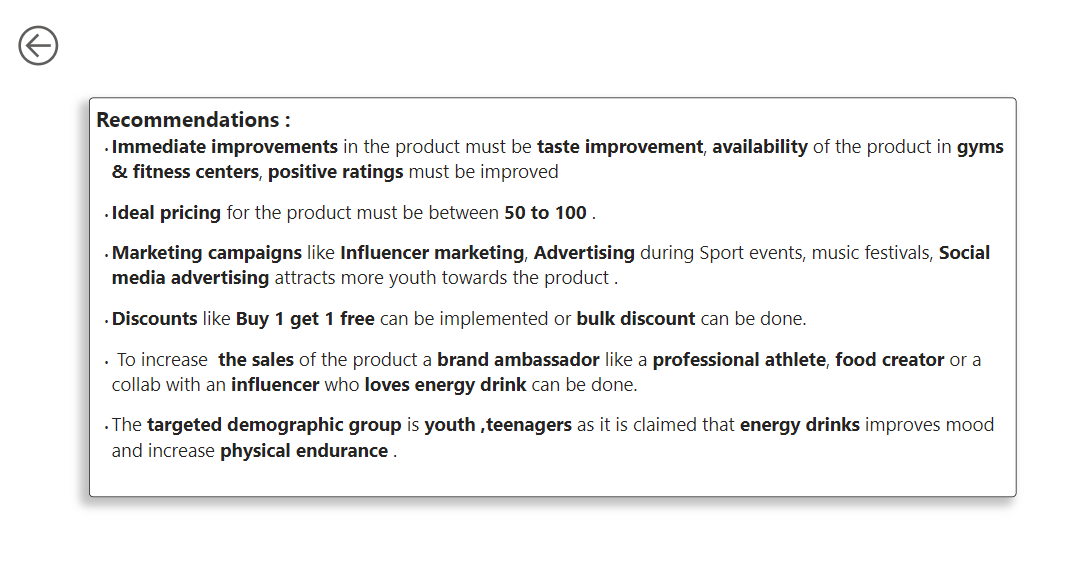 Recommendations :
· Immediate improvements in the product must be taste improvement, availability of the product in gyms
& fitness centers, positive ratings must be improved
· Ideal pricing for the product must be between 50 to 100 .
· Marketing campaigns like Influencer marketing, Advertising during Sport events, music festivals, Social
media advertising attracts more youth towards the product .
· Discounts like Buy 1 get 1 free can be implemented or bulk discount can be done.
· To increase  the sales of the product a brand ambassador like a professional athlete, food creator or a
collab with an influencer who loves energy drink can be done.
· The targeted demographic group is youth ,teenagers as it is claimed that energy drinks improves mood
and increase physical endurance .